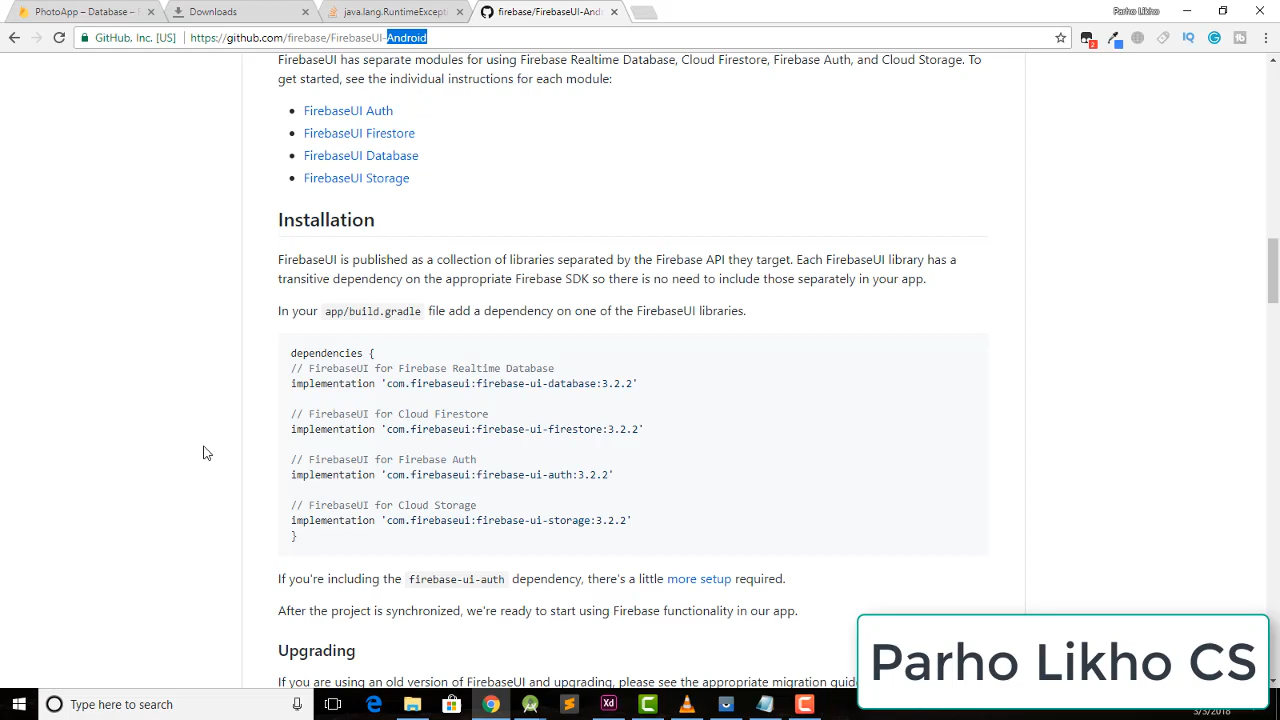 PhotoApp – Database –
Downloads
java.lang.RuntimeExcepti
firebase/FirebaseUI-And
Parho Likho
GitHub, Inc. [US]
https://github.com/firebase/FirebaseUI-Android
2
FirebaseUI has separate modules for using Firebase Realtime Database, Cloud Firestore, Firebase Auth, and Cloud Storage. To
get started, see the individual instructions for each module:
FirebaseUI Auth
FirebaseUI Firestore
FirebaseUI Database
FirebaseUI Storage
Installation
FirebaseUI is published as a collection of libraries separated by the Firebase API they target. Each FirebaseUI library has a
transitive dependency on the appropriate Firebase SDK so there is no need to include those separately in your app.
In your app/build.gradle file add a dependency on one of the FirebaseUI libraries.
dependencies {
// FirebaseUI for Firebase Realtime Database
implementation 'com.firebaseui:firebase-ui-database:3.2.2'
// FirebaseUI for Cloud Firestore
implementation 'com.firebaseui:firebase-ui-firestore:3.2.2'
// FirebaseUI for Firebase Auth
implementation 'com.firebaseui:firebase-ui-auth:3.2.2'
// FirebaseUI for Cloud Storage
implementation 'com.firebaseui:firebase-ui-storage:3.2.2'
}
If you're including the firebase-ui-auth dependency, there's a little more setup required.
After the project is synchronized, we're ready to start using Firebase functionality in our app.
Upgrading
If you are using an old version of FirebaseUI and upgrading, please see the appropriate migration guide
Parho Likho CS
Type here to search
Xd
3/3/2018